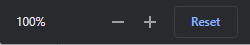 100% − + Reset